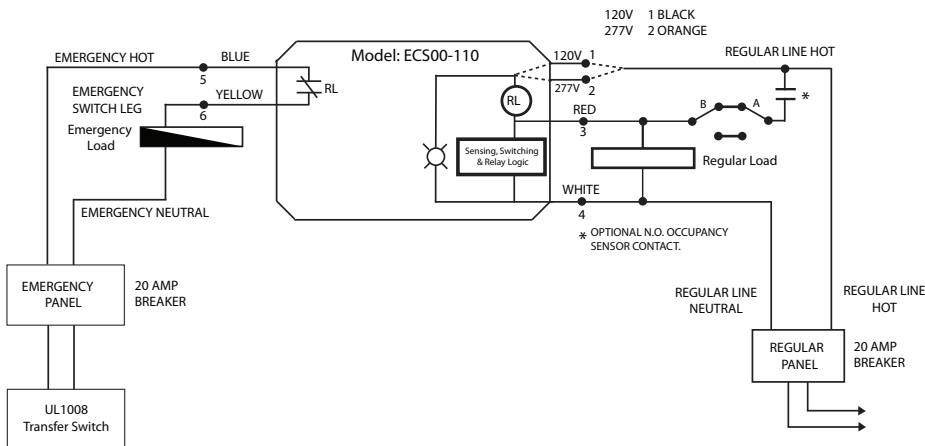 120V 1 BLACK
277V 2 ORANGE
Model: ECS00-110
EMERGENCY HOT
BLUE
5
RL
120V
1
277V
2
REGULAR LINE HOT
EMERGENCY
SWITCH LEG
YELLOW
6
Emergency
Load
RL
RED
3
B
A
*
Sensing, Switching
& Relay Logic
Regular Load
WHITE
4
EMERGENCY NEUTRAL
* OPTIONAL N.O. OCCUPANCY
SENSOR CONTACT.
EMERGENCY
PANEL
20 AMP
BREAKER
REGULAR LINE
NEUTRAL
REGULAR LINE
HOT
REGULAR
PANEL
20 AMP
BREAKER
UL1008
Transfer Switch